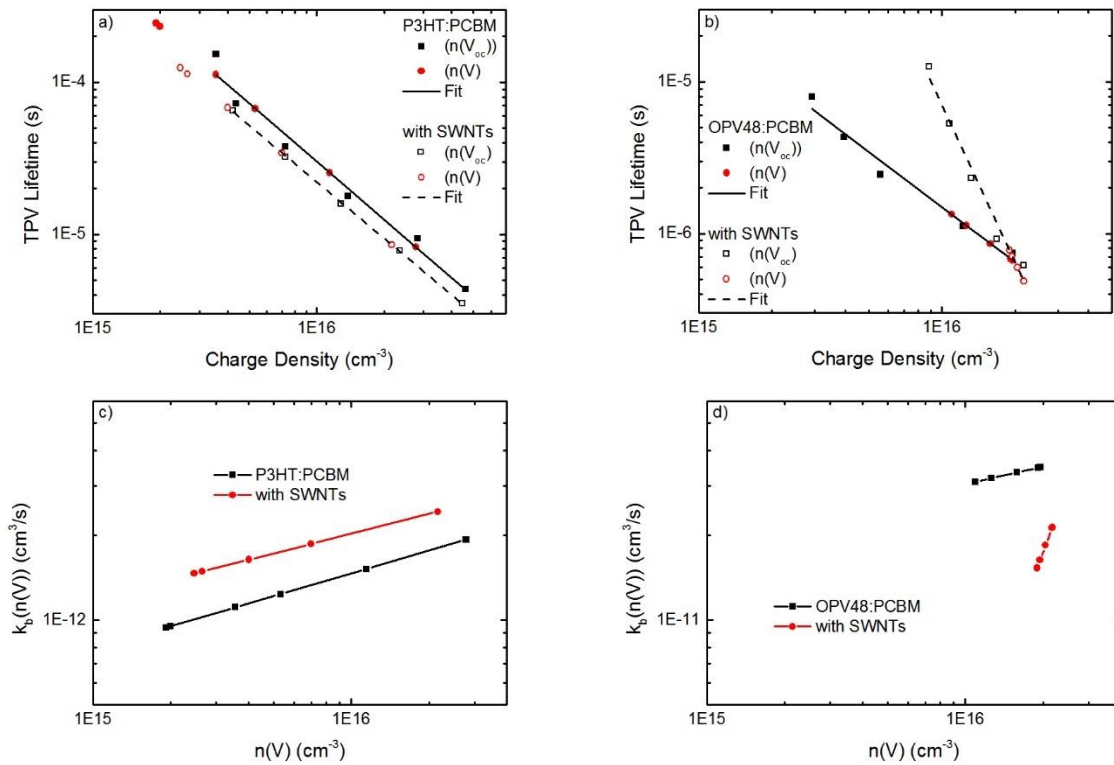 a)
P3HT:PCBM
(n(Voc))
(n(V)
Fit
with SWNTs
(n(Voc)
(n(V)
Fit
1E-4
1E-5
TPV Lifetime (s)
1E15
1E16
Charge Density (cm-3)
b)
OPV48:PCBM
(n(Voc))
(n(V)
Fit
with SWNTs
(n(Voc)
(n(V)
Fit
1E-5
1E-6
TPV Lifetime (s)
1E15
1E16
Charge Density (cm-3)
c)
P3HT:PCBM
with SWNTs
1E-12
kb(n(V)) (cm3/s)
1E15
1E16
n(V) (cm-3)
d)
OPV48:PCBM
with SWNTs
1E-11
kb(n(V)) (cm3/s)
1E15
1E16
n(V) (cm-3)